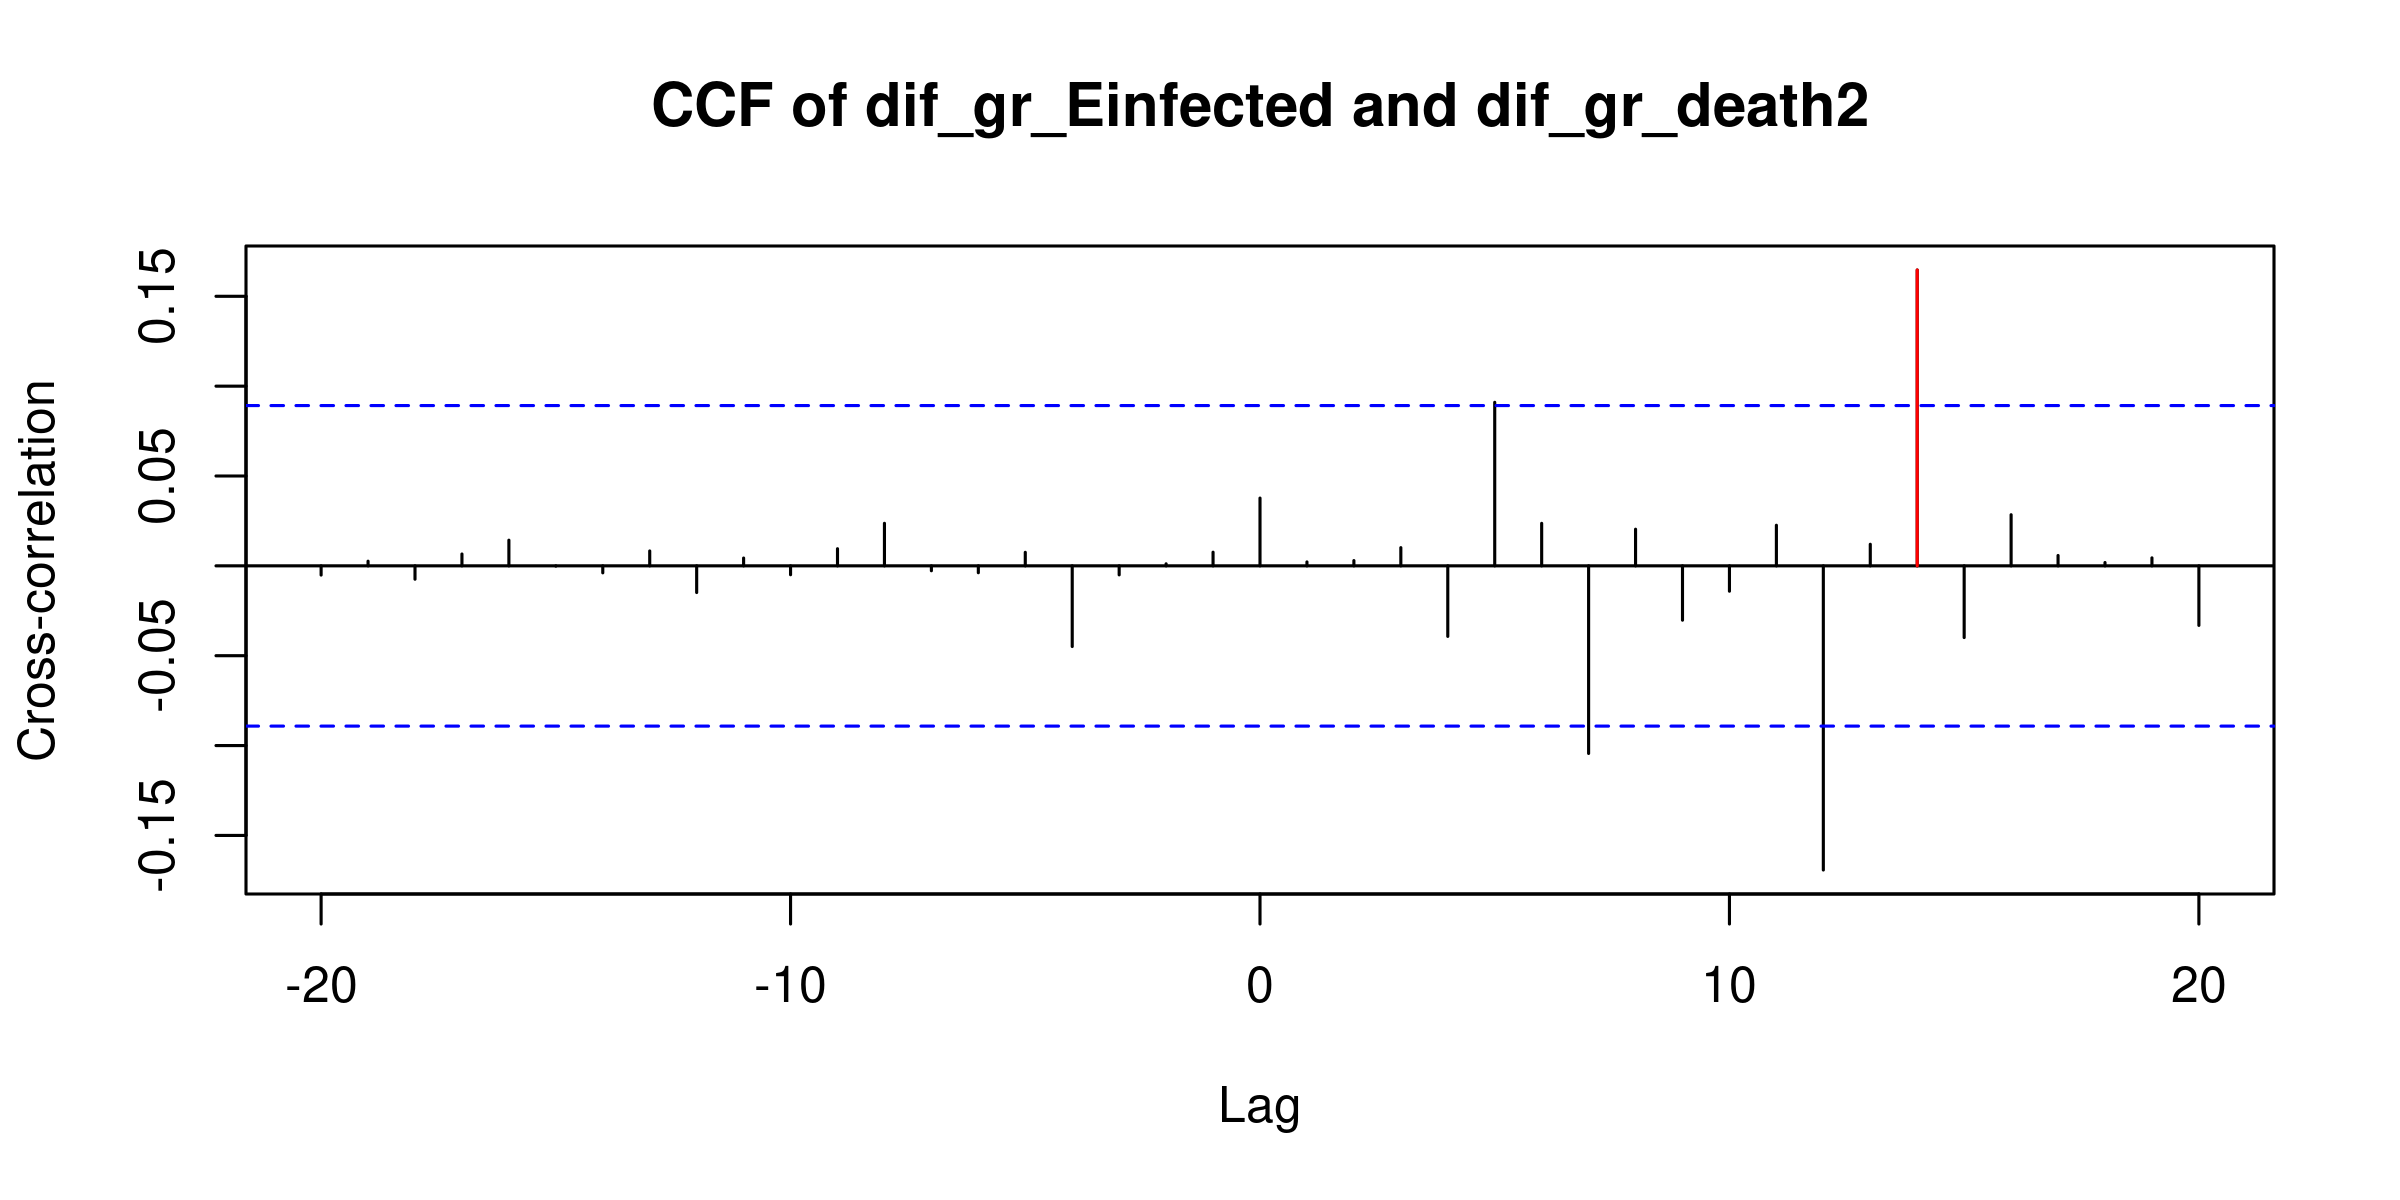 CCF of dif_gr_Einfected and dif_gr_death2
Cross-correlation
0.15
0.05
-0.05
-0.15
-20 -10 0 10 20
Lag